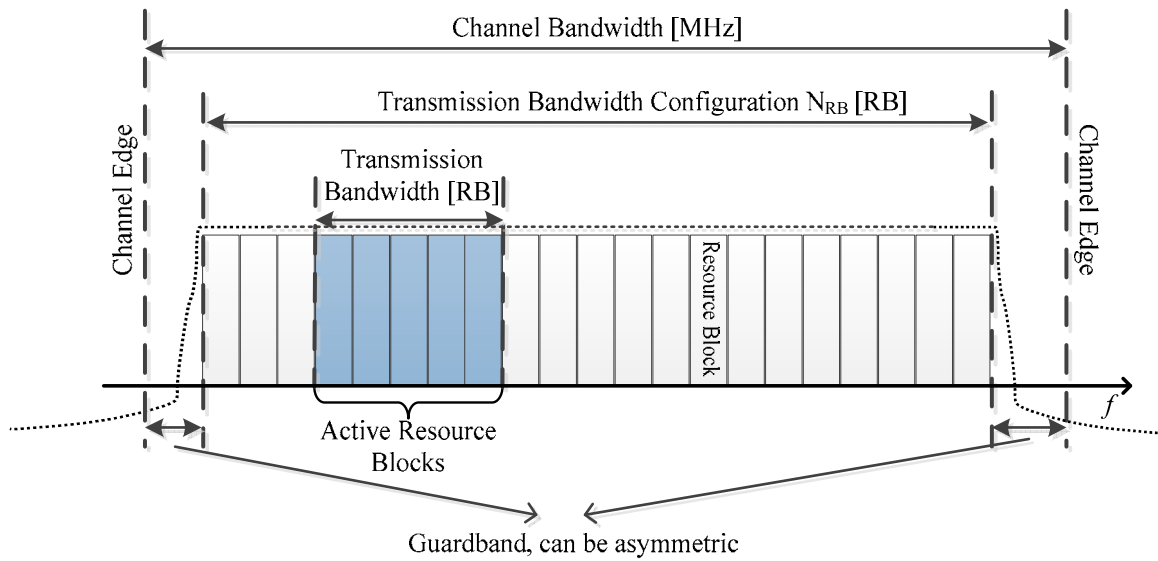 Channel Bandwidth [MHz]
Transmission Bandwidth Configuration NRB [RB]
Channel Edge
Transmission
Bandwidth [RB]
Channel Edge
Resource Block
f
Active Resource
Blocks
Guardband, can be asymmetric